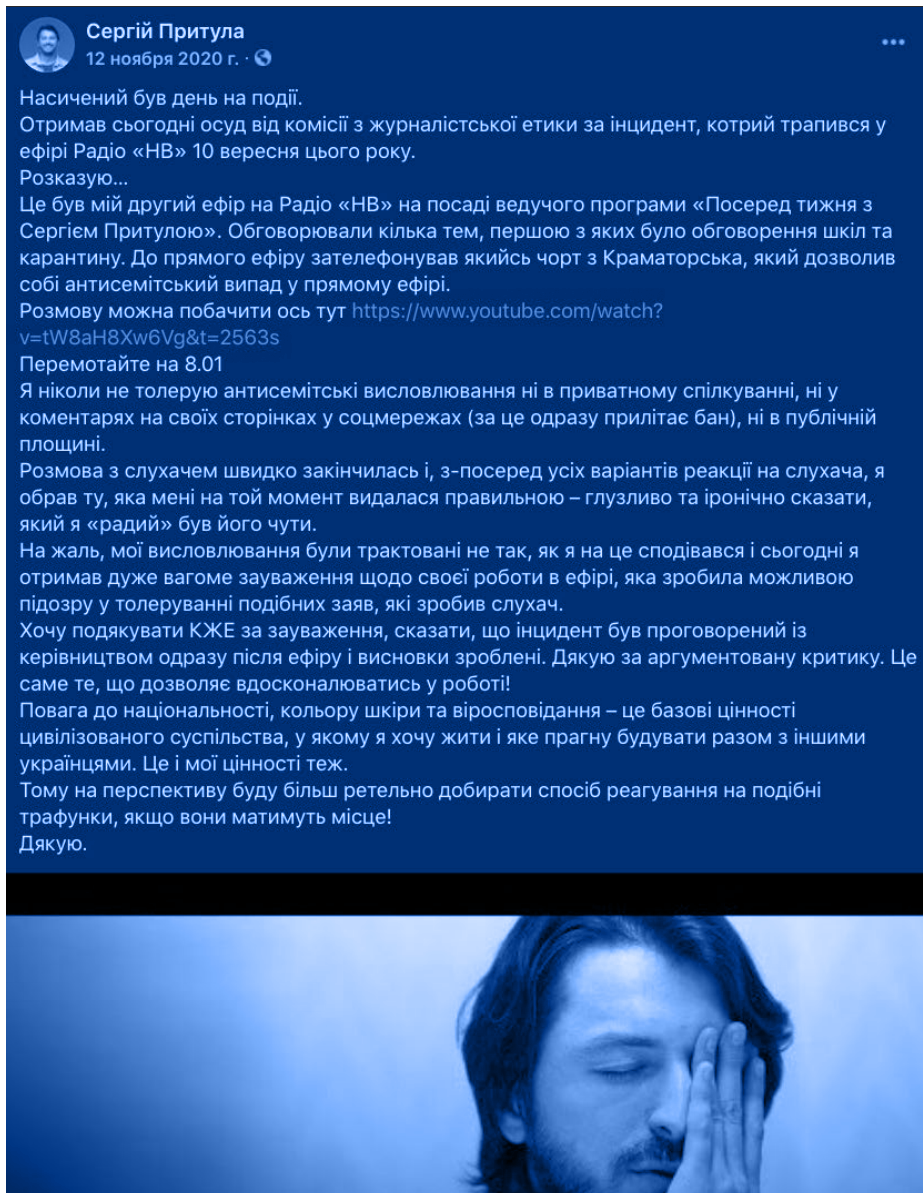 Сергій Притула
12 ноября 2020 г. ·
Насичений був день на події.
Отримав сьогодні осуд від комісії з журналістської етики за інцидент, котрий трапився у
ефірі Радіо «НВ» 10 вересня цього року.
Розказую...
Це був мій другий ефір на Радіо «НВ» на посаді ведучого програми «Посеред тижня з
Сергієм Притулою». Обговорювали кілька тем, першою з яких було обговорення шкіл та
карантину. До прямого ефіру зателефонував якийсь чорт з Краматорська, який дозволив
собі антисемітський випад у прямому ефірі.
Розмову можна побачити ось тут https://www.youtube.com/watch?
v=tW8aH8Xw6Vg&t=2563s
Перемотайте на 8.01
Я ніколи не толерую антисемітські висловлювання ні в приватному спілкуванні, ні у
коментарях на своїх сторінках у соцмережах (за це одразу прилітає бан), ні в публічній
площині.
Розмова з слухачем швидко закінчилась і, з-посеред усіх варіантів реакції на слухача, я
обрав ту, яка мені на той момент видалася правильною – глузливо та іронічно сказати,
який я «радий» був його чути.
На жаль, мої висловлювання були трактовані не так, як я на це сподівався і сьогодні я
отримав дуже вагоме зауваження щодо своєї роботи в ефірі, яка зробила можливою
підозру у толеруванні подібних заяв, які зробив слухач.
Хочу подякувати КЖЕ за зауваження, сказати, що інцидент був проговорений із
керівництвом одразу після ефіру і висновки зроблені. Дякую за аргументовану критику. Це
саме те, що дозволяє вдосконалюватись у роботі!
Повага до національності, кольору шкіри та віросповідання – це базові цінності
цивілізованого суспільства, у якому я хочу жити і яке прагну будувати разом з іншими
українцями. Це і мої цінності теж.
Тому на перспективу буду більш ретельно добирати спосіб реагування на подібні
трафунки, якщо вони матимуть місце!
Дякую.